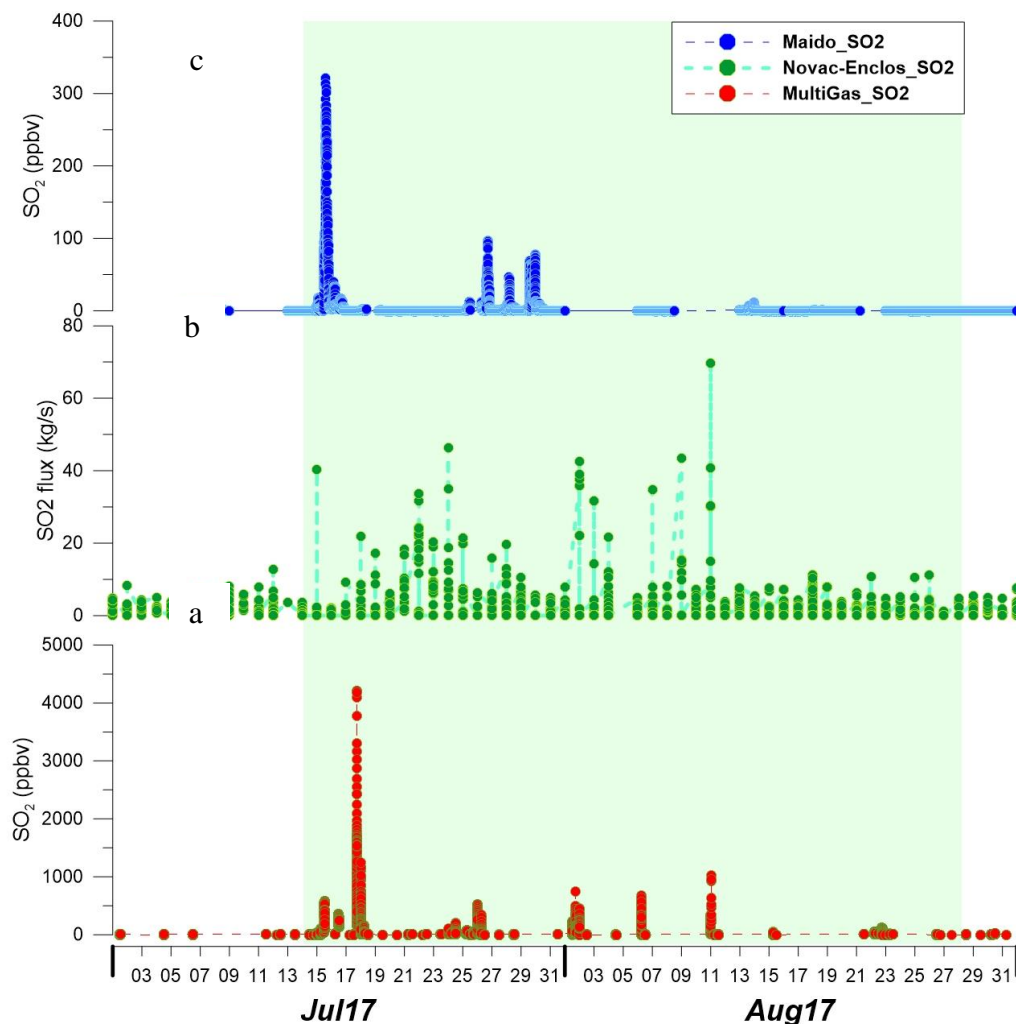 400
c
Maido_SO2
Novac-Enclos_SO2
MultiGas_SO2
300
SO2 (ppbv)
200
100
0
80
b
60
SO2 flux (kg/s)
40
20
0
a
5000
4000
SO2 (ppbv)
3000
2000
1000
0
03 05 07 09 11 13 15 17 19 21 23 25 27 29 31 03 05 07 09 11 13 15 17 19 21 23 25 27 29 31
Jul17 Aug17